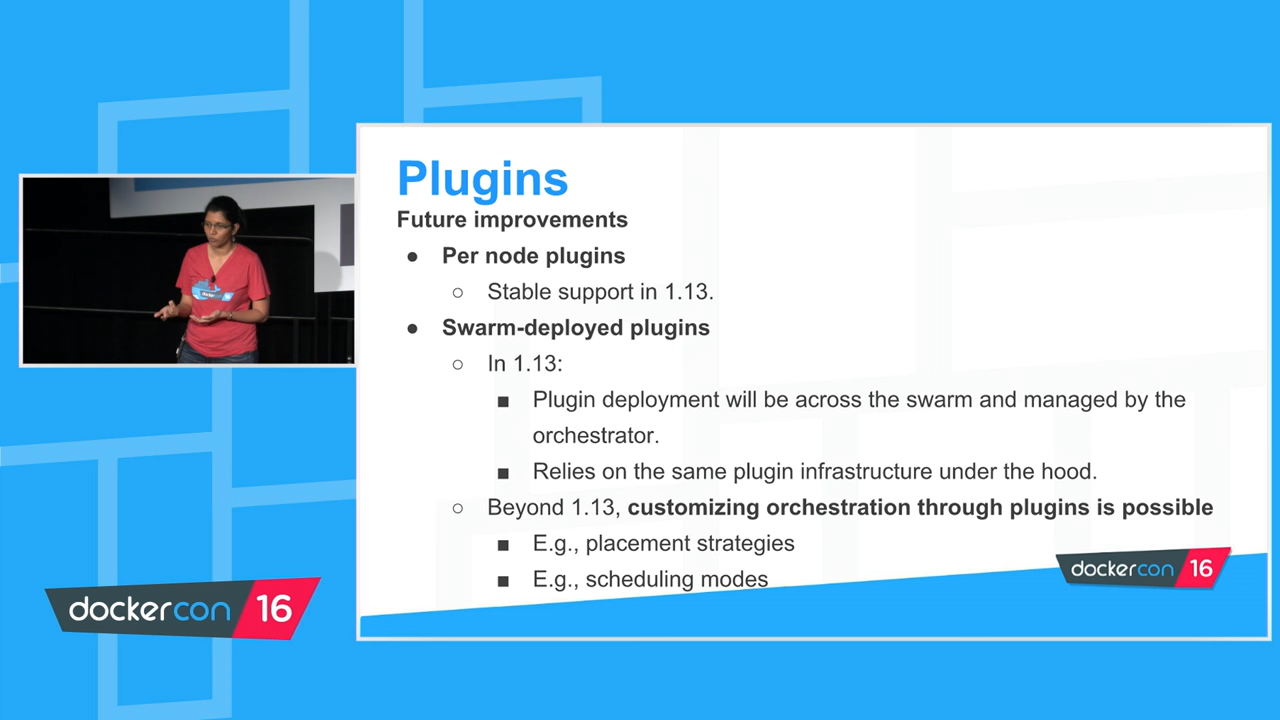 Plugins
Future improvements
● Per node plugins
○ Stable support in 1.13.
● Swarm-deployed plugins
○ In 1.13:
■ Plugin deployment will be across the swarm and managed by the
orchestrator.
■ Relies on the same plugin infrastructure under the hood.
○ Beyond 1.13, customizing orchestration through plugins is possible
■ E.g., placement strategies
■ E.g., scheduling modes
dockercon 16
dockercon 16